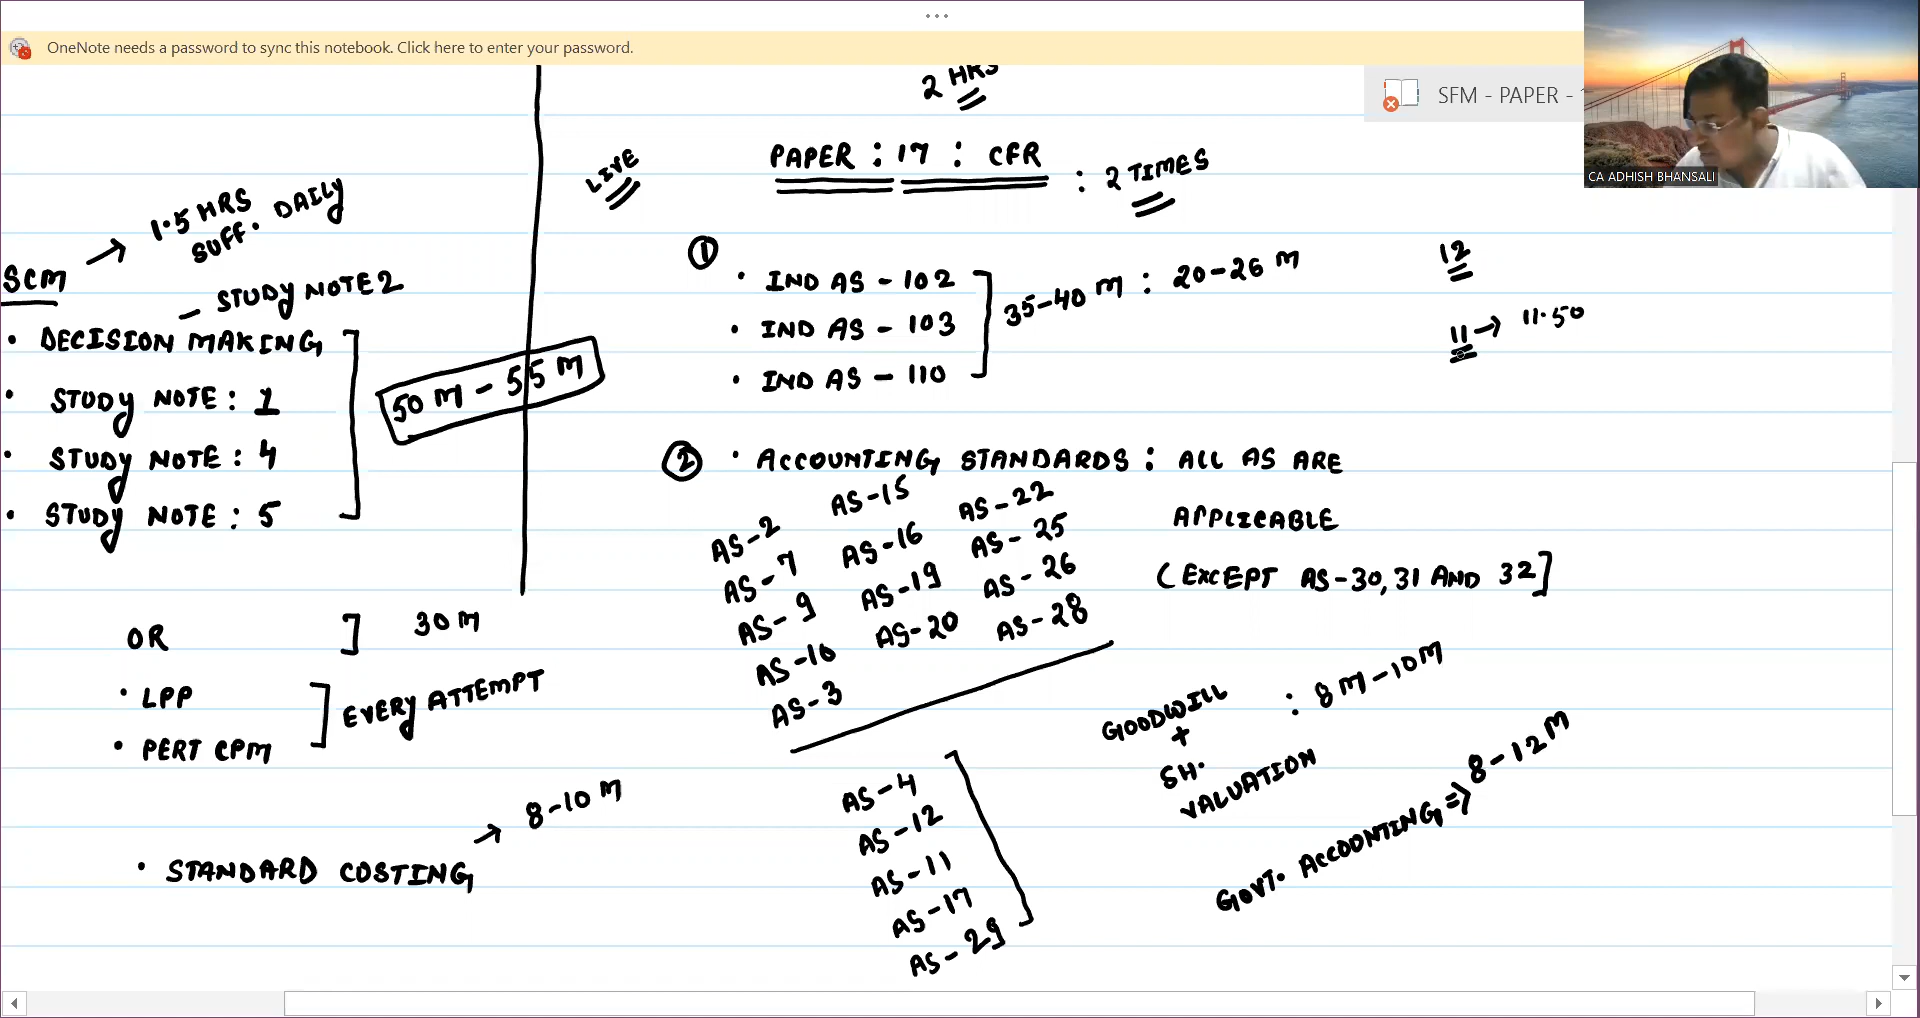 OneNote needs a password to sync this notebook. Click here to enter your password.
SFM - PAPER -
CA ADHISH BHANSALI
SCM → 1.5 HRS SUFF. DAILY
- STUDY NOTE 2
• DECISION MAKING
• STUDY NOTE : 1
• STUDY NOTE : 4
• STUDY NOTE : 5
50 M - 55 M
OR ] 30 M
• LPP
• PERT CPM
] EVERY ATTEMPT
• STANDARD COSTING → 8-10 M
2 HRS
LIVE
PAPER : 17 : CFR : 2 TIMES
①
• IND AS - 102
• IND AS - 103
• IND AS - 110
35-40 M : 20-26 M
12
11 → 11.50
② • ACCOUNTING STANDARDS : ALL AS ARE
APPLICABLE
(EXCEPT AS-30, 31 AND 32]
AS-2
AS-7
AS-9
AS-10
AS-3
AS-15
AS-16
AS-19
AS-20
AS-22
AS-25
AS-26
AS-28
AS-4
AS-12
AS-11
AS-17
AS-29
GOODWILL : 8M-10M
+
SH.
VALUATION
GOVT. ACCOUNTING => 8-12 M